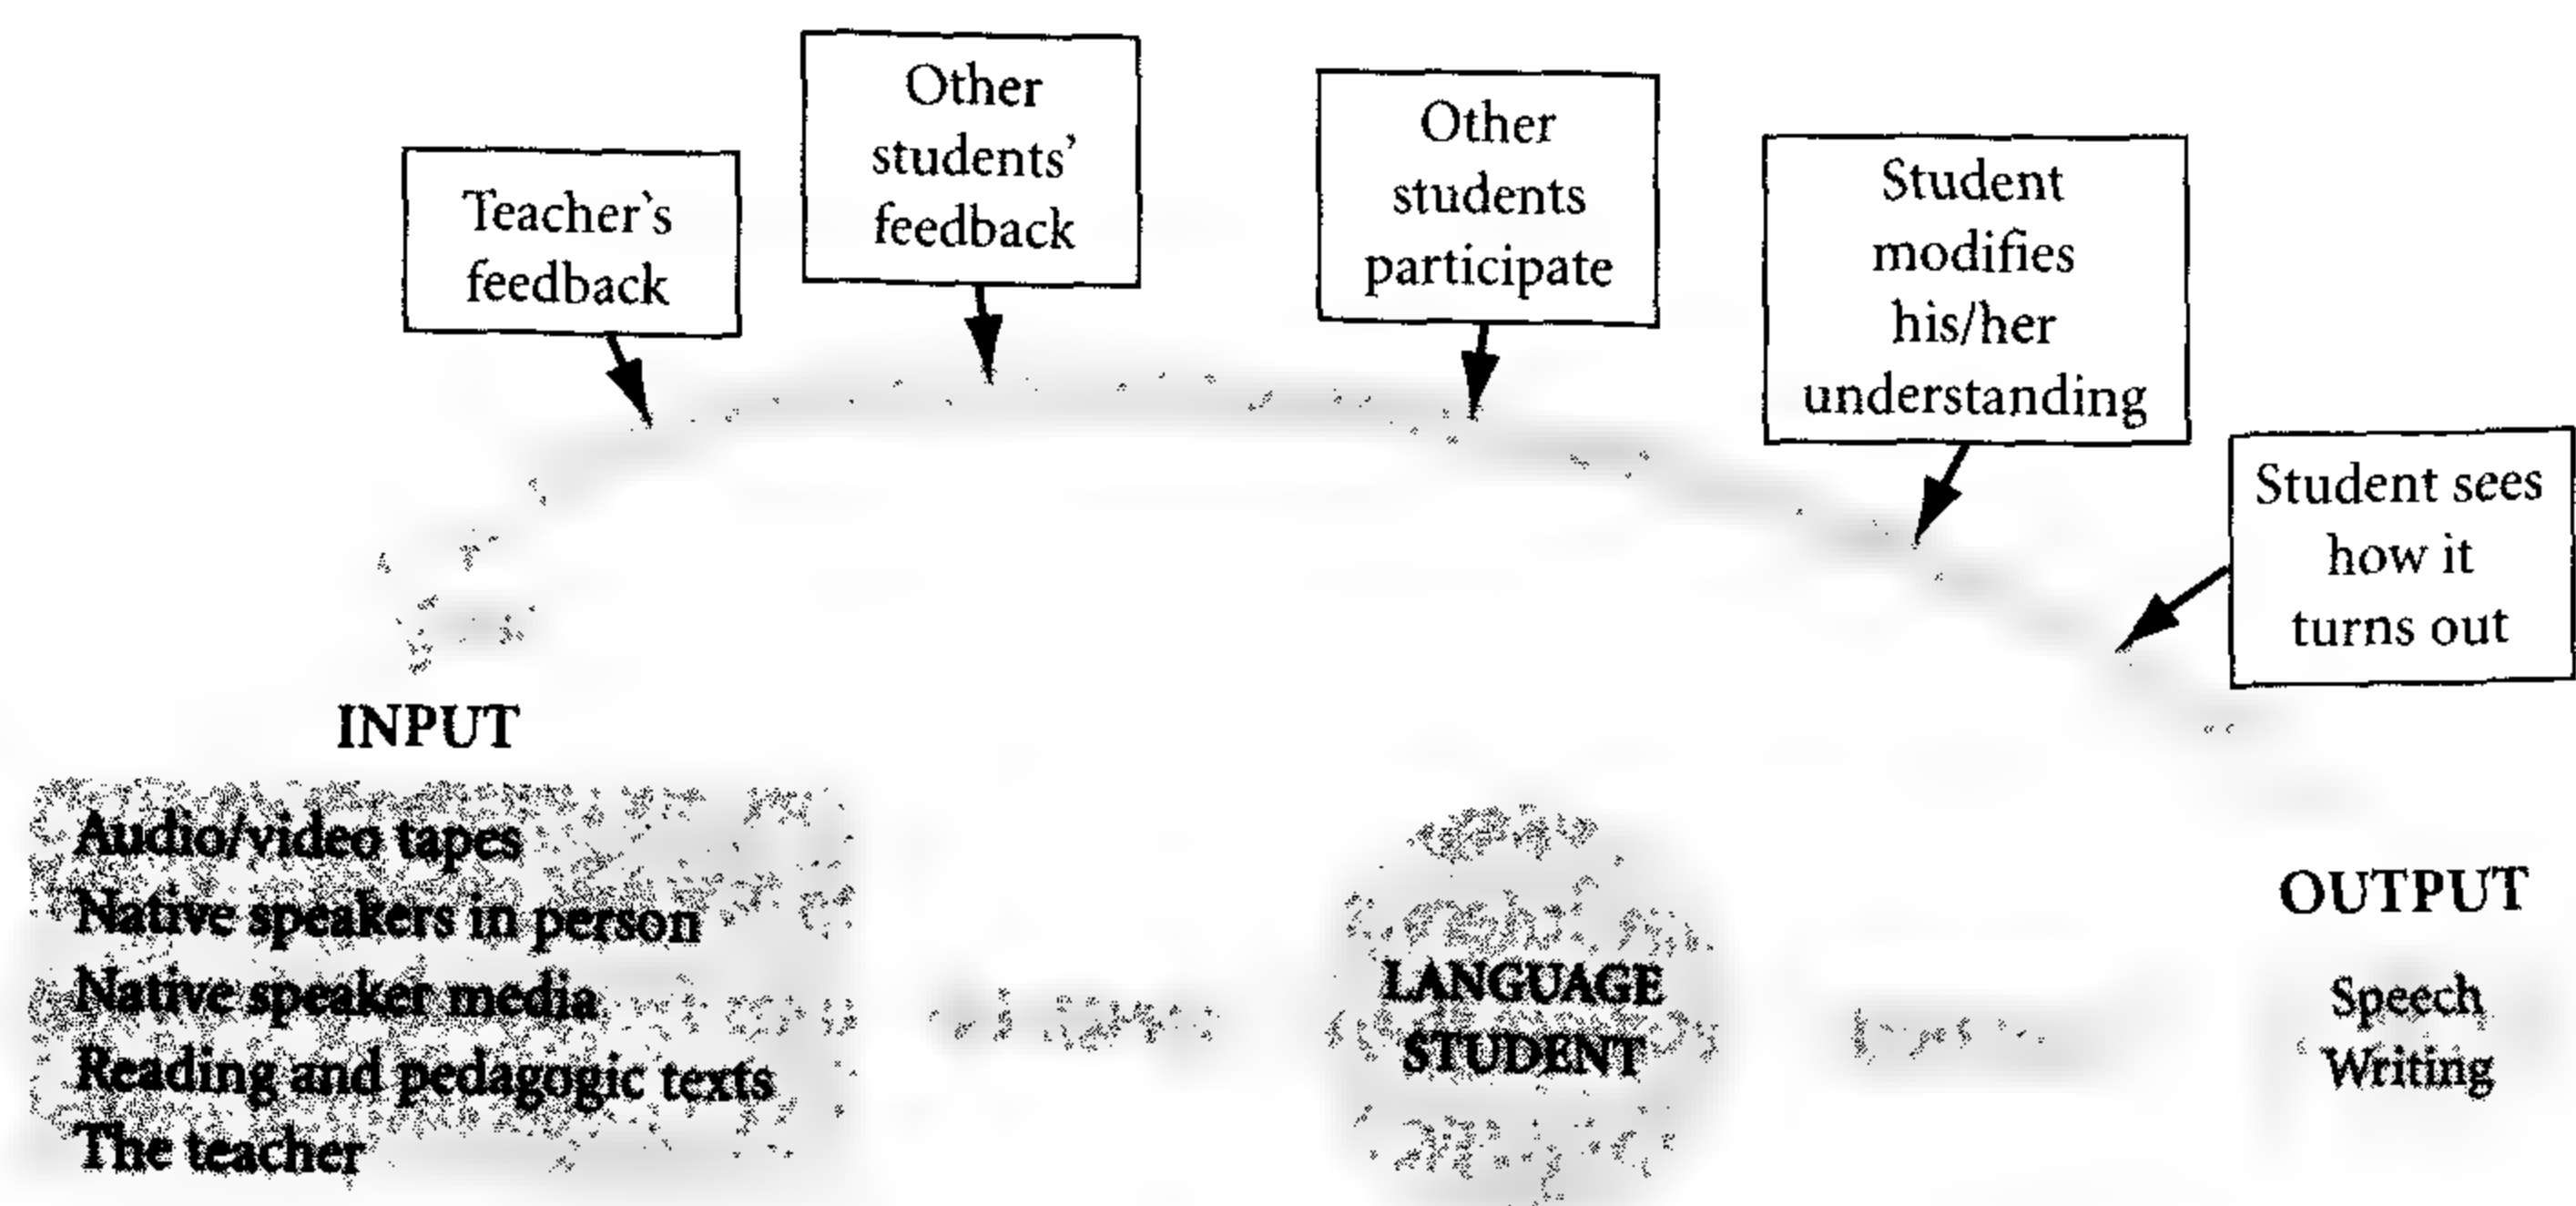 Teacher's
feedback
Other
students'
feedback
Other
students
participate
Student
modifies
his/her
understanding
Student sees
how it
turns out
INPUT
Audio/video tapes
Native speakers in person
Native speaker media
Reading and pedagogic texts
The teacher
LANGUAGE
STUDENT
OUTPUT
Speech
Writing